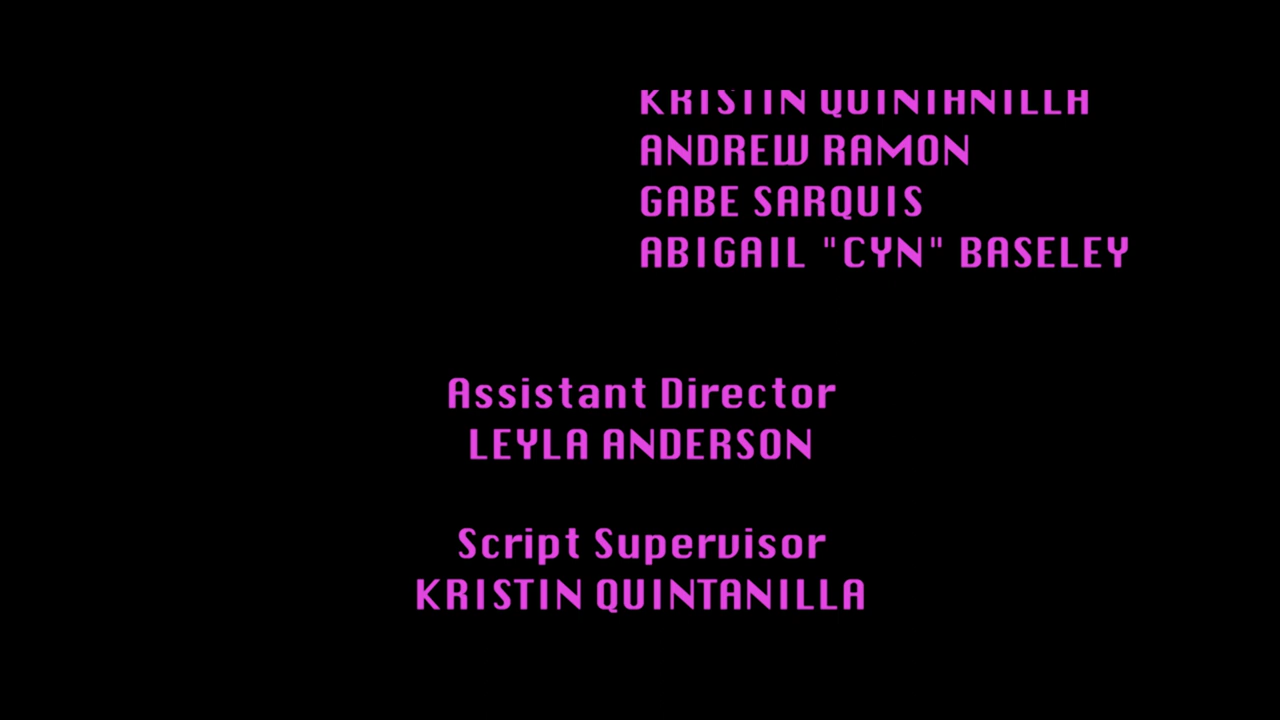 KRISTIN QUINTANILLA
ANDREW RAMON
GABE SARQUIS
ABIGAIL "CYN" BASELEY
Assistant Director
LEYLA ANDERSON
Script Supervisor
KRISTIN QUINTANILLA